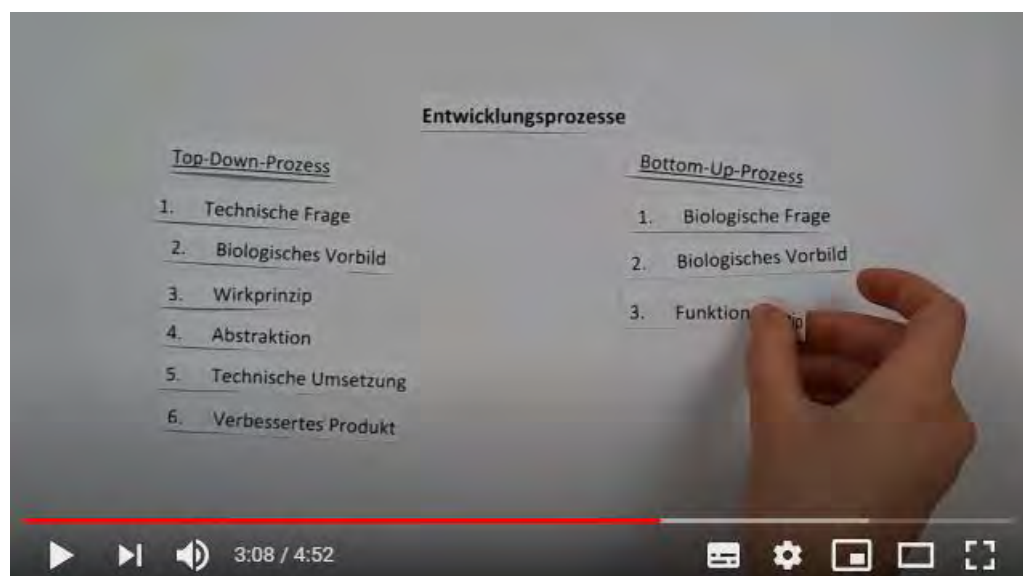 Entwicklungsprozesse
Top-Down-Prozess
1. Technische Frage
2. Biologisches Vorbild
3. Wirkprinzip
4. Abstraktion
5. Technische Umsetzung
6. Verbessertes Produkt
Bottom-Up-Prozess
1. Biologische Frage
2. Biologisches Vorbild
3.
3:08 / 4:52